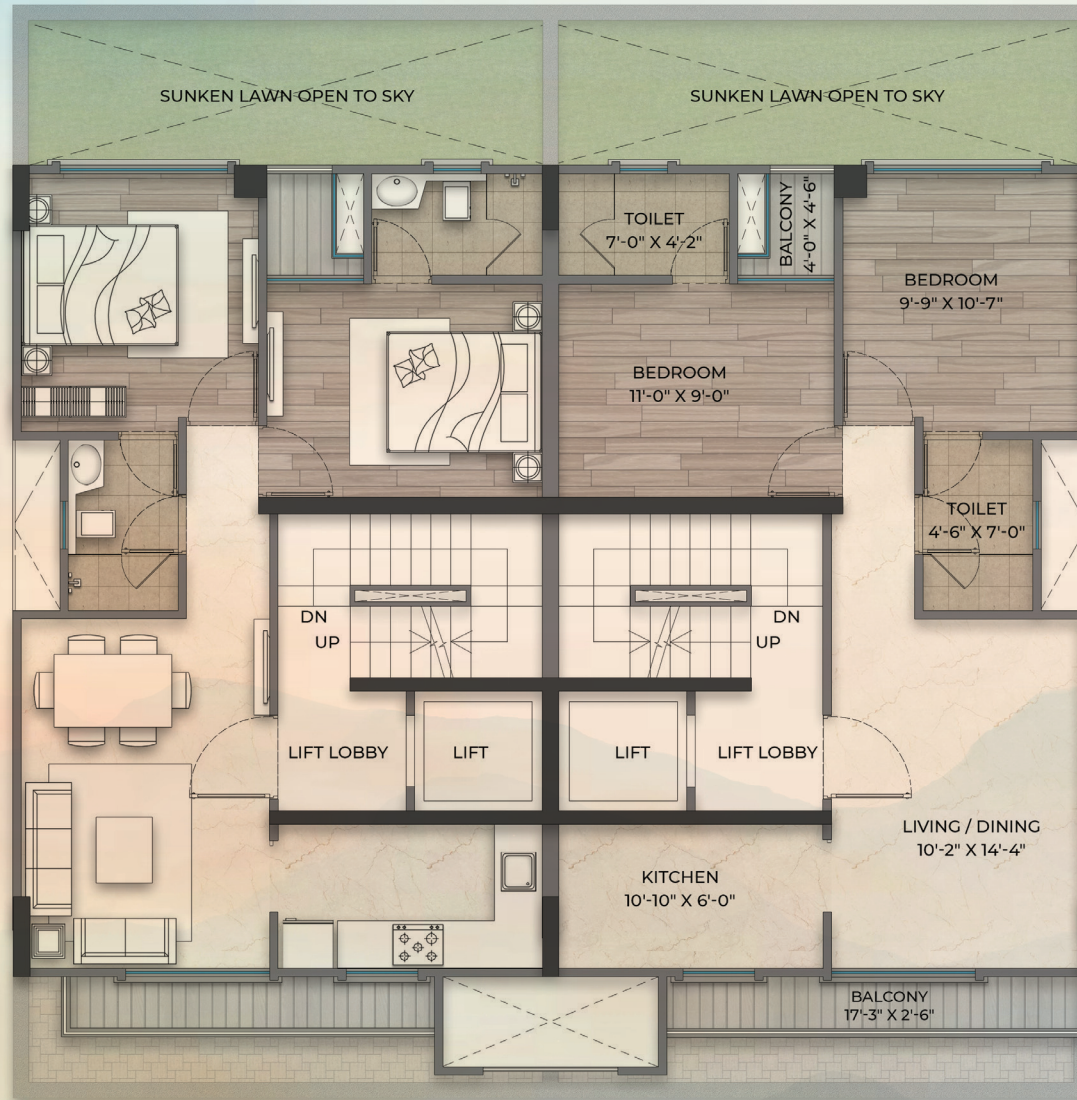 SUNKEN LAWN OPEN TO SKY
SUNKEN LAWN OPEN TO SKY
TOILET
7'-0" X 4'-2"
BALCONY
4'-0" X 4'-6"
BEDROOM
9'-9" X 10'-7"
BEDROOM
11'-0" X 9'-0"
TOILET
4'-6" X 7'-0"
DN
UP
DN
UP
LIFT LOBBY
LIFT
LIFT
LIFT LOBBY
LIVING / DINING
10'-2" X 14'-4"
KITCHEN
10'-10" X 6'-0"
BALCONY
17'-3" X 2'-6"